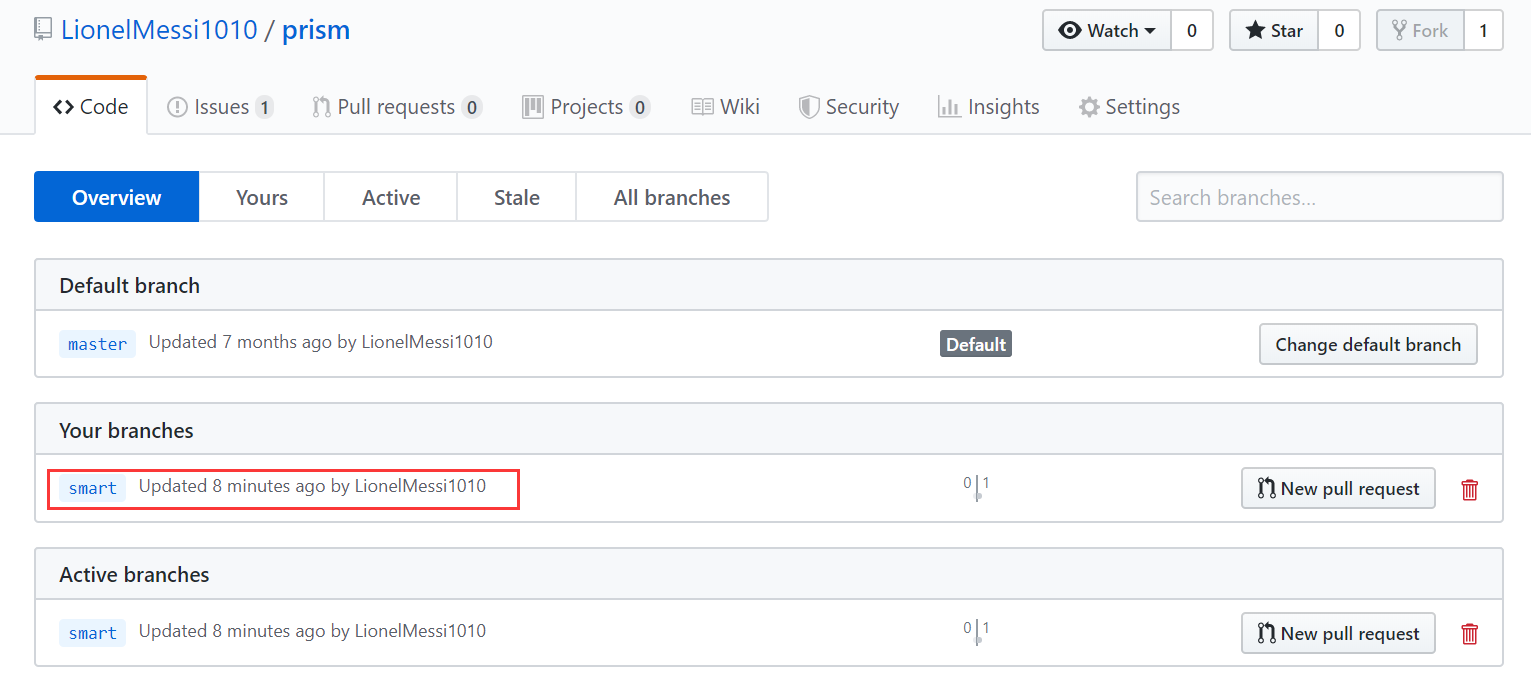 LionelMessi1010 / prism
Watch 0 Star 0 Fork 1
Code Issues 1 Pull requests 0 Projects 0 Wiki Security Insights Settings
Overview Yours Active Stale All branches Search branches...
Default branch
master Updated 7 months ago by LionelMessi1010 Default Change default branch
Your branches
smart Updated 8 minutes ago by LionelMessi1010 0 1 New pull request
Active branches
smart Updated 8 minutes ago by LionelMessi1010 0 1 New pull request